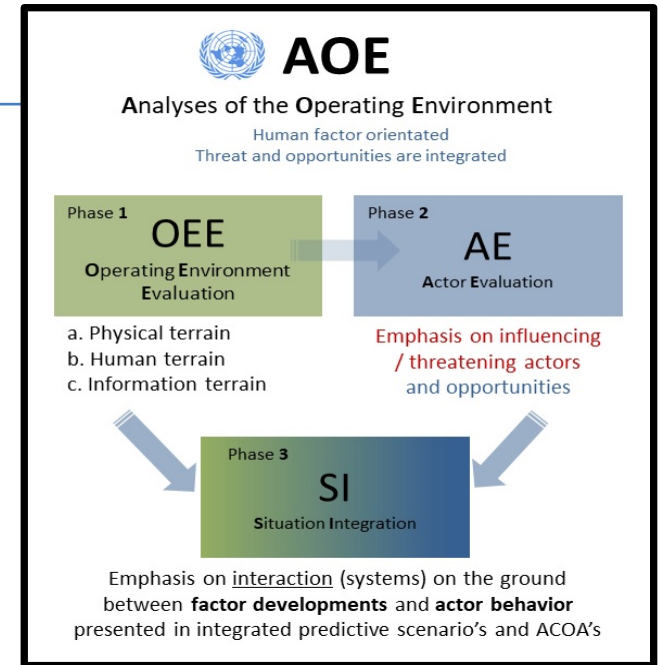 AOE
Analyses of the Operating Environment
Human factor orientated
Threat and opportunities are integrated
Phase 1
OEE
Operating Environment
Evaluation
a. Physical terrain
b. Human terrain
c. Information terrain
Phase 2
AE
Actor Evaluation
Emphasis on influencing
/ threatening actors
and opportunities
Phase 3
SI
Situation Integration
Emphasis on interaction (systems) on the ground
between factor developments and actor behavior
presented in integrated predictive scenario's and ACOA's